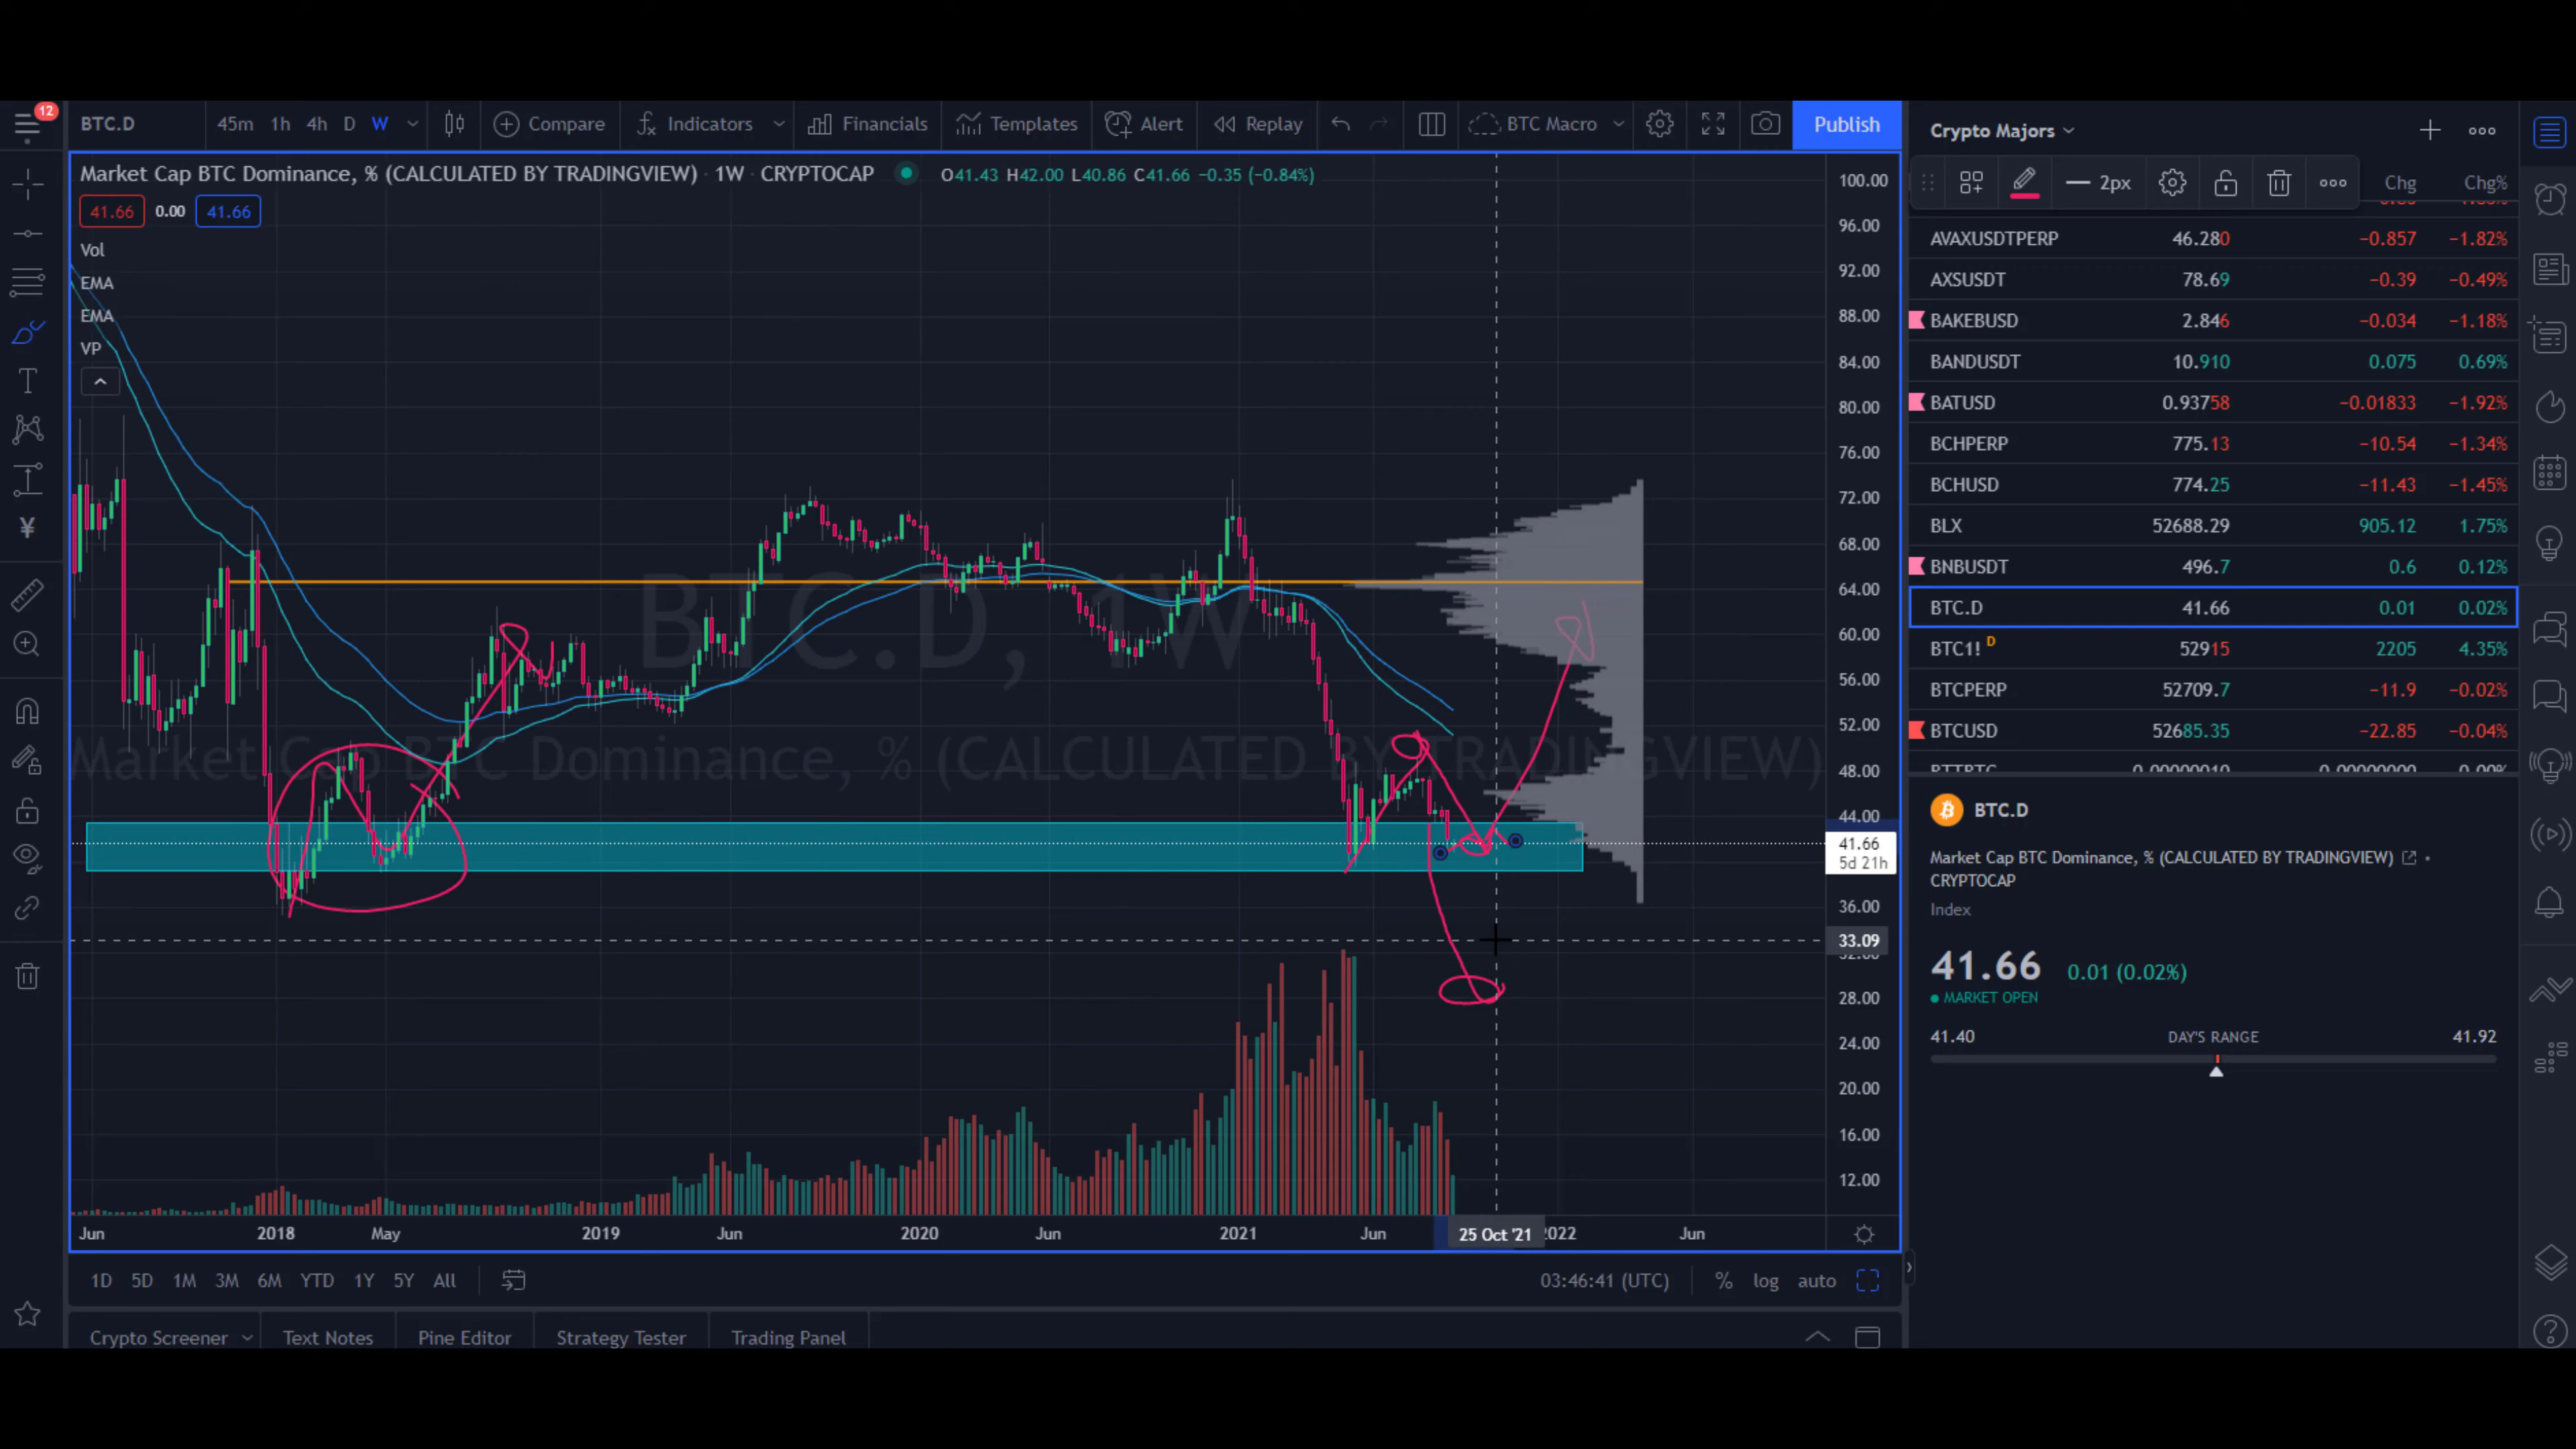 12
BTC.D 45m 1h 4h D W Compare Indicators Financials Templates Alert Replay BTC Macro Publish
Crypto Majors
Market Cap BTC Dominance, % (CALCULATED BY TRADINGVIEW) · 1W · CRYPTOCAP O41.43 H42.00 L40.86 C41.66 −0.35 (−0.84%)
2px Chg Chg%
41.66 0.00 41.66
Vol
EMA
EMA
VP
100.00
96.00
92.00
88.00
84.00
80.00
76.00
72.00
68.00
64.00
60.00
56.00
52.00
48.00
44.00
41.66
5d 21h
36.00
33.09
28.00
24.00
20.00
16.00
12.00
BTC.D, 1W
Market Cap BTC Dominance, % (CALCULATED BY TRADINGVIEW)
Jun 2018 May 2019 Jun 2020 Jun 2021 Jun 25 Oct '21 2022 Jun
1D 5D 1M 3M 6M YTD 1Y 5Y All 03:46:41 (UTC) % log auto
Crypto Screener Text Notes Pine Editor Strategy Tester Trading Panel
AVAXUSDTPERP 46.280 −0.857 −1.82%
AXSUSDT 78.69 −0.39 −0.49%
BAKEBUSD 2.846 −0.034 −1.18%
BANDUSDT 10.910 0.075 0.69%
BATUSD 0.93758 −0.01833 −1.92%
BCHPERP 775.13 −10.54 −1.34%
BCHUSD 774.25 −11.43 −1.45%
BLX 52688.29 905.12 1.75%
BNBUSDT 496.7 0.6 0.12%
BTC.D 41.66 0.01 0.02%
BTC1! D 52915 2205 4.35%
BTCPERP 52709.7 −11.9 −0.02%
BTCUSD 52685.35 −22.85 −0.04%
BTC.D
Market Cap BTC Dominance, % (CALCULATED BY TRADINGVIEW) •
CRYPTOCAP
Index
41.66 0.01 (0.02%)
MARKET OPEN
41.40 DAY'S RANGE 41.92